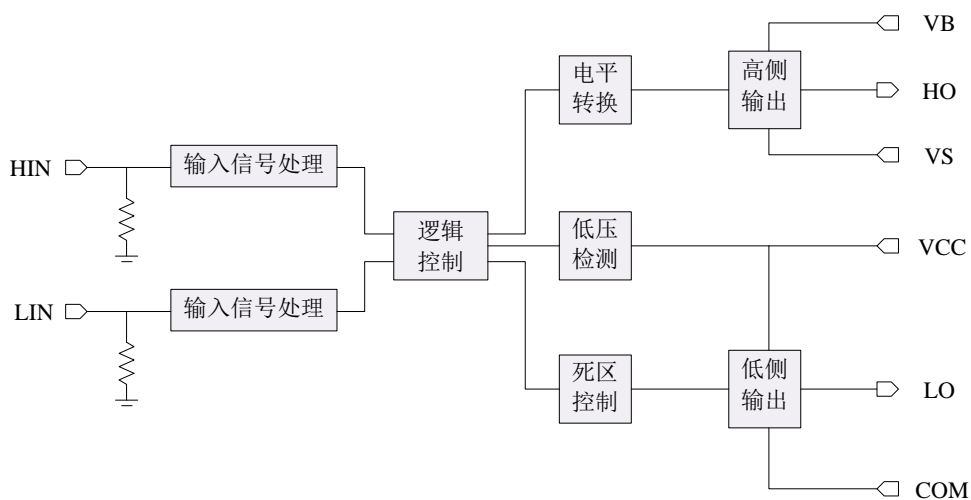 VB
电平
转换
高侧
输出
HO
HIN
输入信号处理
VS
逻辑
控制
低压
检测
VCC
LIN
输入信号处理
死区
控制
低侧
输出
LO
COM